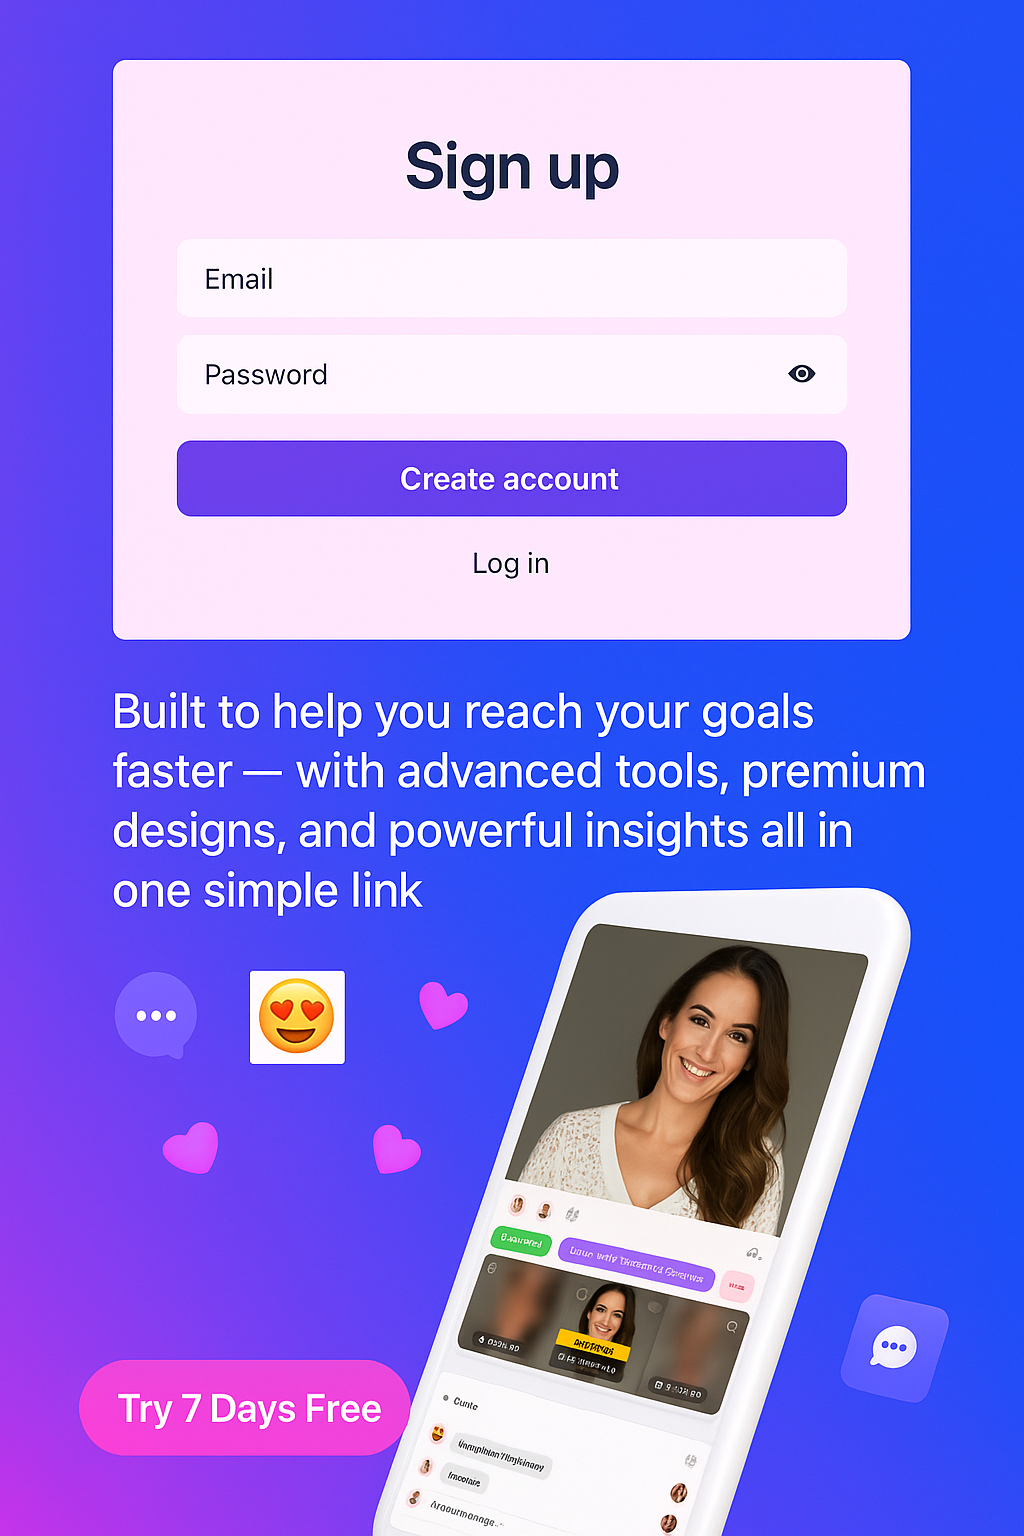 Sign up
Email
Password
Create account
Log in
Built to help you reach your goals
faster — with advanced tools, premium
designs, and powerful insights all in
one simple link
Try 7 Days Free